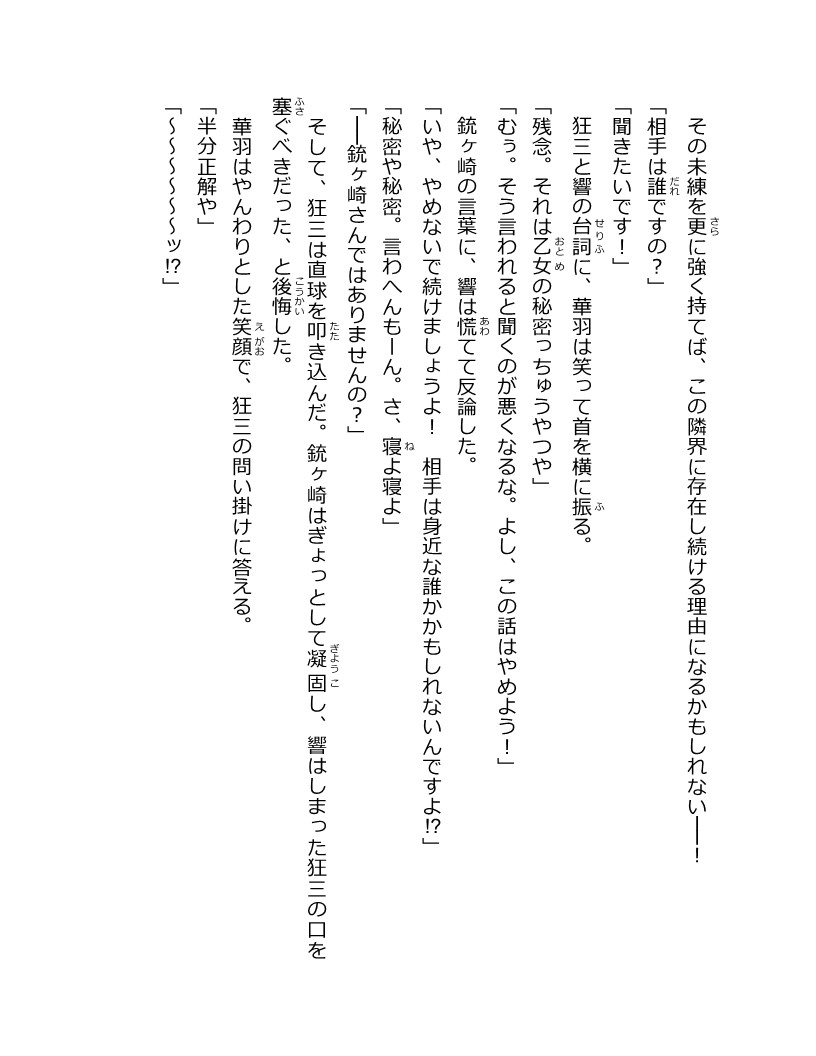 その未練を更に強く持てば、この隣界に存在し続ける理由になるかもしれない――！
「相手は誰ですの？」
「聞きたいです！」
狂三と響の台詞に、華羽は笑って首を横に振る。
「残念。それは乙女の秘密っちゅうやつや」
「むぅ。そう言われると聞くのが悪くなるな。よし、この話はやめよう！」
銃ヶ崎の言葉に、響は慌てて反論した。
「いや、やめないで続けましょうよ！　相手は身近な誰かかもしれないんですよ!?」
「秘密や秘密。言わへんもーん。さ、寝よ寝よ」
「――銃ヶ崎さんではありませんの？」
そして、狂三は直球を叩き込んだ。銃ヶ崎はぎょっとして凝固し、響はしまった狂三の口を
塞ぐべきだった、と後悔した。
華羽はやんわりとした笑顔で、狂三の問い掛けに答える。
「半分正解や」
「～～～～～～ッ!?」